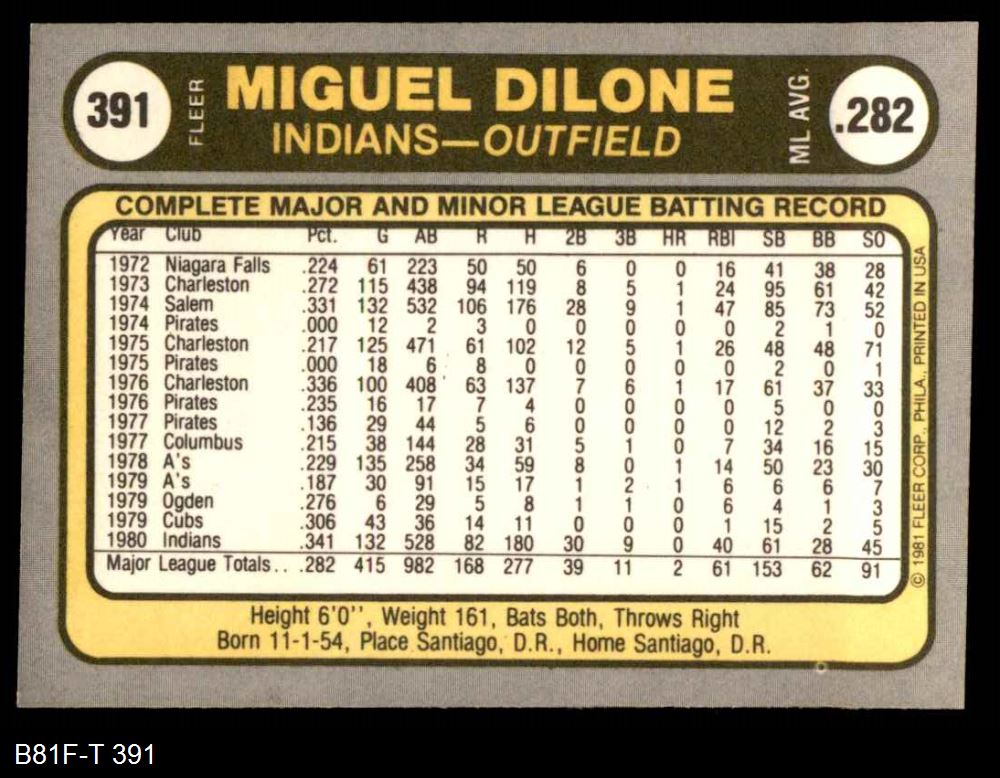 391 FLEER MIGUEL DILONE ML AVG. .282
INDIANS—OUTFIELD
COMPLETE MAJOR AND MINOR LEAGUE BATTING RECORD
Year Club Pct. G AB R H 2B 3B HR RBI SB BB SO
1972 Niagara Falls .224 61 223 50 50 6 0 0 16 41 38 28
1973 Charleston .272 115 438 94 119 8 5 1 24 95 61 42
1974 Salem .331 132 532 106 176 28 9 1 47 85 73 52
1974 Pirates .000 12 2 3 0 0 0 0 0 2 1 0
1975 Charleston .217 125 471 61 102 12 5 1 26 48 48 71
1975 Pirates .000 18 6 8 0 0 0 0 0 2 0 1
1976 Charleston .336 100 408 63 137 7 6 1 17 61 37 33
1976 Pirates .235 16 17 7 4 0 0 0 0 5 0 0
1977 Pirates .136 29 44 5 6 0 0 0 0 12 2 3
1977 Columbus .215 38 144 28 31 5 1 0 7 34 16 15
1978 A's .229 135 258 34 59 8 0 1 14 50 23 30
1979 A's .187 30 91 15 17 1 2 1 6 6 6 7
1979 Ogden .276 6 29 5 8 1 1 0 6 4 1 3
1979 Cubs .306 43 36 14 11 0 0 0 1 15 2 5
1980 Indians .341 132 528 82 180 30 9 0 40 61 28 45
Major League Totals... .282 415 982 168 277 39 11 2 61 153 62 91
Height 6'0'', Weight 161, Bats Both, Throws Right
Born 11-1-54, Place Santiago, D.R., Home Santiago, D.R.
© 1981 FLEER CORP., PHILA., PRINTED IN USA
B81F-T 391